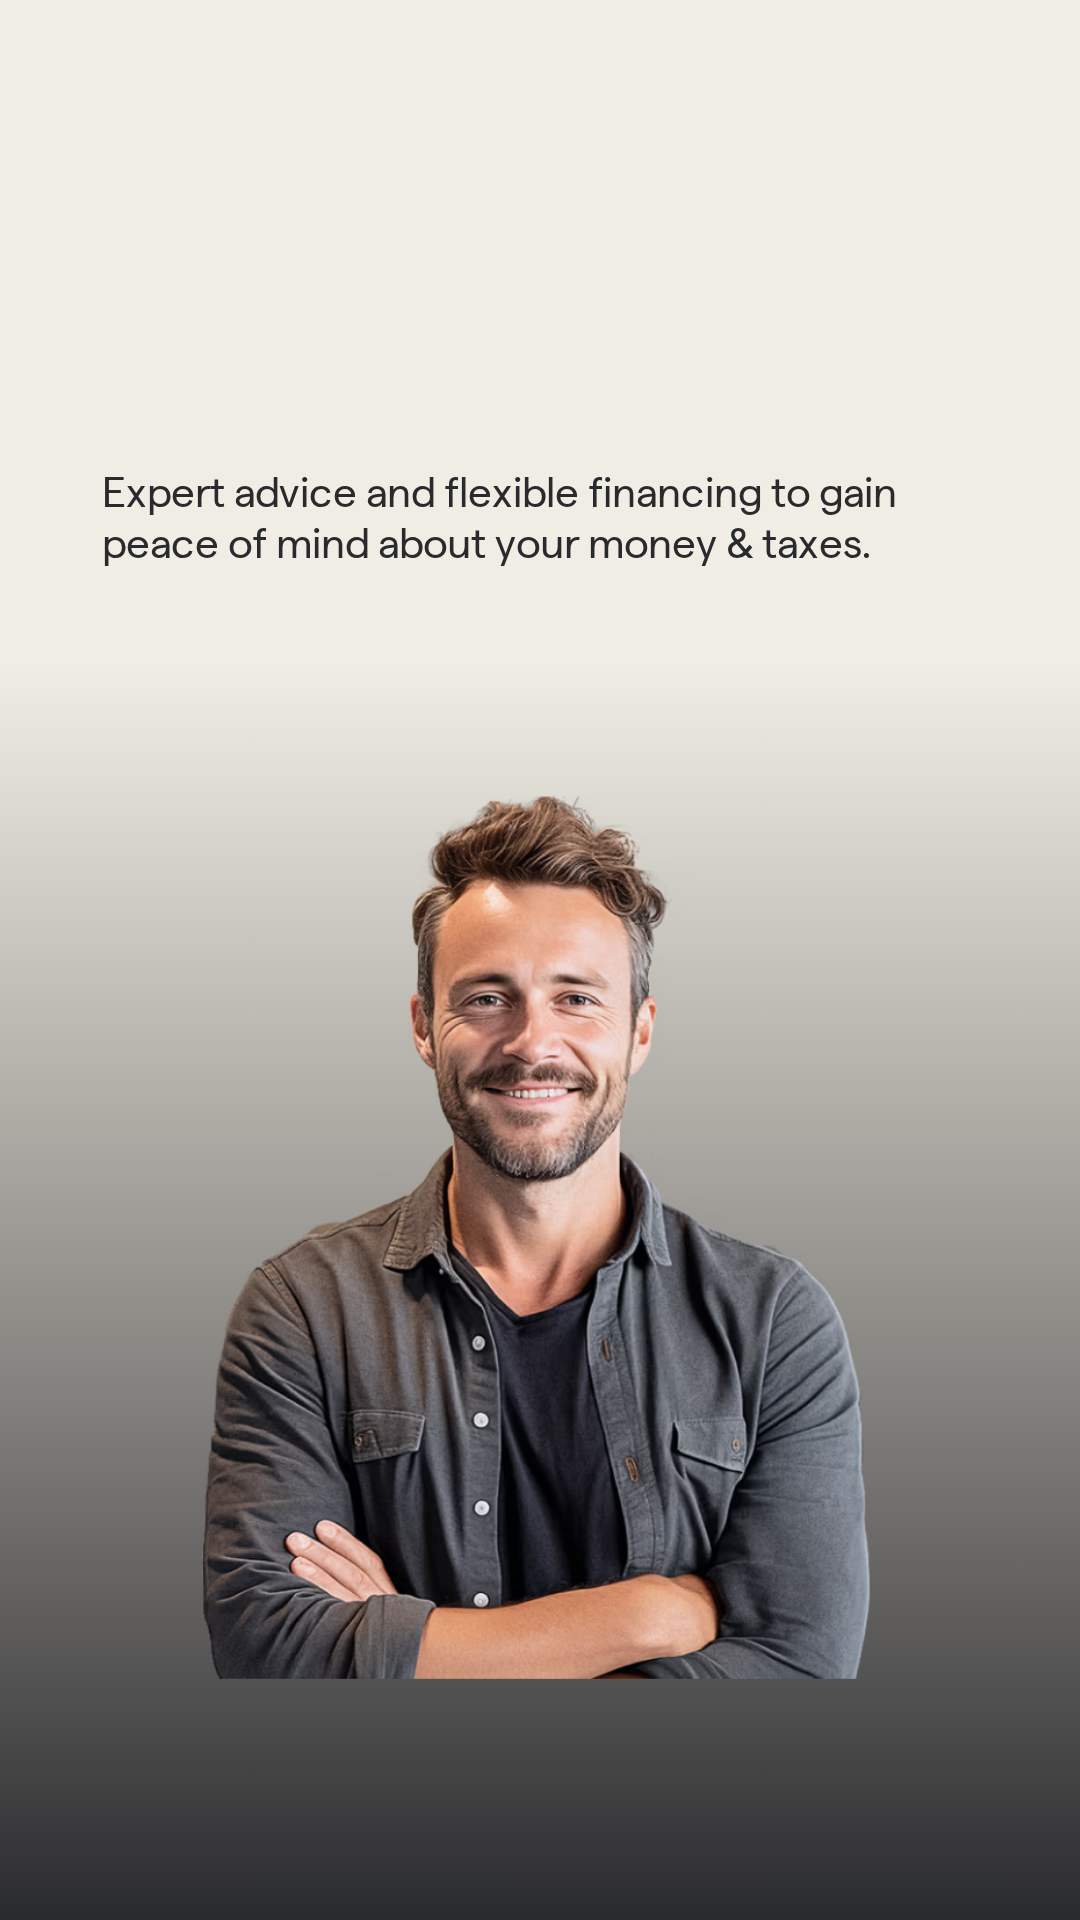 Expert advice and flexible financing to gain
peace of mind about your money & taxes.